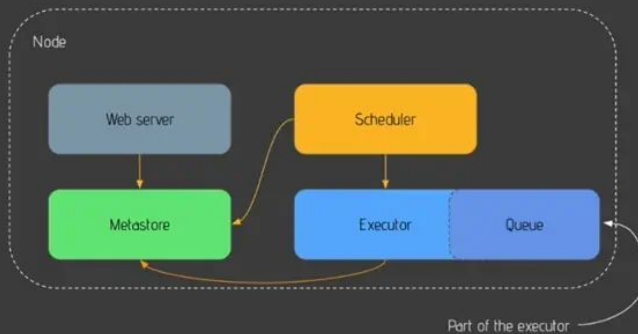 Node
Web server
Scheduler
Metastore
Executor
Queue
Part of the executor